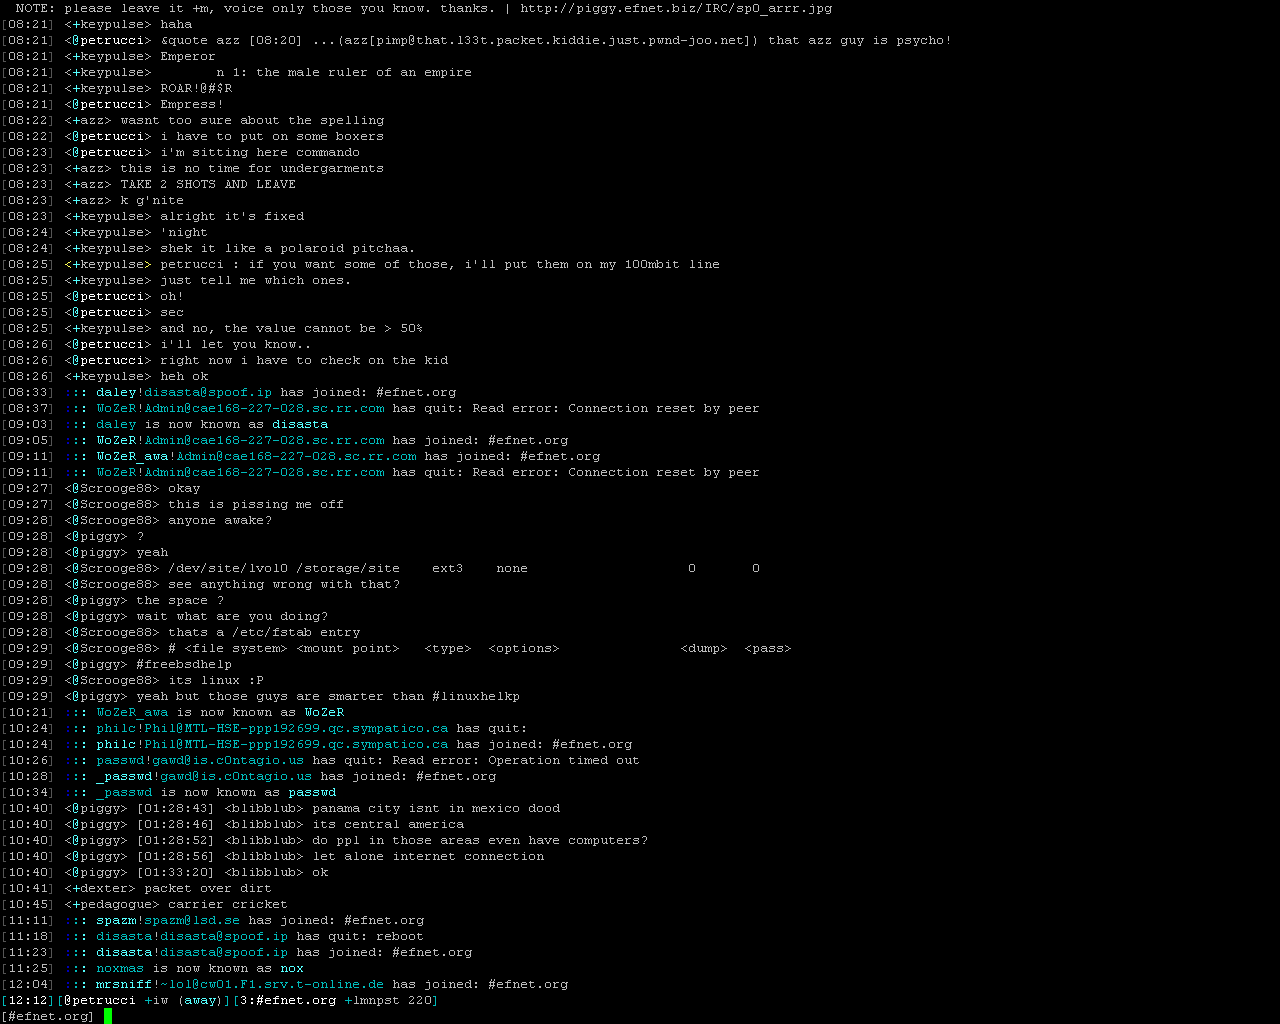 NOTE: please leave it +m, voice only those you know. thanks. | http://piggy.efnet.biz/IRC/sp0_arrr.jpg
[08:21] <+keypulse> haha
[08:21] <@petrucci> &quote azz [08:20] ...(azz[pimp@that.l33t.packet.kiddie.just.pwnd-joo.net]) that azz guy is psycho!
[08:21] <+keypulse> Emperor
[08:21] <+keypulse>        n 1: the male ruler of an empire
[08:21] <+keypulse> ROAR!@#$R
[08:21] <@petrucci> Empress!
[08:22] <+azz> wasnt too sure about the spelling
[08:22] <@petrucci> i have to put on some boxers
[08:23] <@petrucci> i'm sitting here commando
[08:23] <+azz> this is no time for undergarments
[08:23] <+azz> TAKE 2 SHOTS AND LEAVE
[08:23] <+azz> k g'nite
[08:23] <+keypulse> alright it's fixed
[08:24] <+keypulse> 'night
[08:24] <+keypulse> shek it like a polaroid pitchaa.
[08:25] <+keypulse> petrucci : if you want some of those, i'll put them on my 100mbit line
[08:25] <+keypulse> just tell me which ones.
[08:25] <@petrucci> oh!
[08:25] <@petrucci> sec
[08:25] <+keypulse> and no, the value cannot be > 50%
[08:26] <@petrucci> i'll let you know..
[08:26] <@petrucci> right now i have to check on the kid
[08:26] <+keypulse> heh ok
[08:33] ::: daley!disasta@spoof.ip has joined: #efnet.org
[08:37] ::: WoZeR!Admin@cae168-227-028.sc.rr.com has quit: Read error: Connection reset by peer
[09:03] ::: daley is now known as disasta
[09:05] ::: WoZeR!Admin@cae168-227-028.sc.rr.com has joined: #efnet.org
[09:11] ::: WoZeR_awa!Admin@cae168-227-028.sc.rr.com has joined: #efnet.org
[09:11] ::: WoZeR!Admin@cae168-227-028.sc.rr.com has quit: Read error: Connection reset by peer
[09:27] <@Scrooge88> okay
[09:27] <@Scrooge88> this is pissing me off
[09:28] <@Scrooge88> anyone awake?
[09:28] <@piggy> ?
[09:28] <@piggy> yeah
[09:28] <@Scrooge88> /dev/site/lvol0 /storage/site    ext3    none                    0       0
[09:28] <@Scrooge88> see anything wrong with that?
[09:28] <@piggy> the space ?
[09:28] <@piggy> wait what are you doing?
[09:28] <@Scrooge88> thats a /etc/fstab entry
[09:29] <@Scrooge88> # <file system> <mount point>   <type>  <options>               <dump>  <pass>
[09:29] <@piggy> #freebsdhelp
[09:29] <@Scrooge88> its linux :P
[09:29] <@piggy> yeah but those guys are smarter than #linuxhelkp
[10:21] ::: WoZeR_awa is now known as WoZeR
[10:24] ::: philc!Phil@MTL-HSE-ppp192699.qc.sympatico.ca has quit:
[10:24] ::: philc!Phil@MTL-HSE-ppp192699.qc.sympatico.ca has joined: #efnet.org
[10:26] ::: passwd!gawd@is.c0ntagio.us has quit: Read error: Operation timed out
[10:28] ::: _passwd!gawd@is.c0ntagio.us has joined: #efnet.org
[10:34] ::: _passwd is now known as passwd
[10:40] <@piggy> [01:28:43] <blibblub> panama city isnt in mexico dood
[10:40] <@piggy> [01:28:46] <blibblub> its central america
[10:40] <@piggy> [01:28:52] <blibblub> do ppl in those areas even have computers?
[10:40] <@piggy> [01:28:56] <blibblub> let alone internet connection
[10:40] <@piggy> [01:33:20] <blibblub> ok
[10:41] <+dexter> packet over dirt
[10:45] <+pedagogue> carrier cricket
[11:11] ::: spazm!spazm@lsd.se has joined: #efnet.org
[11:18] ::: disasta!disasta@spoof.ip has quit: reboot
[11:23] ::: disasta!disasta@spoof.ip has joined: #efnet.org
[11:25] ::: noxmas is now known as nox
[12:04] ::: mrsniff!~lol@cw01.F1.srv.t-online.de has joined: #efnet.org
[12:12][@petrucci +iw (away)][3:#efnet.org +lmnpst 220]
[#efnet.org]